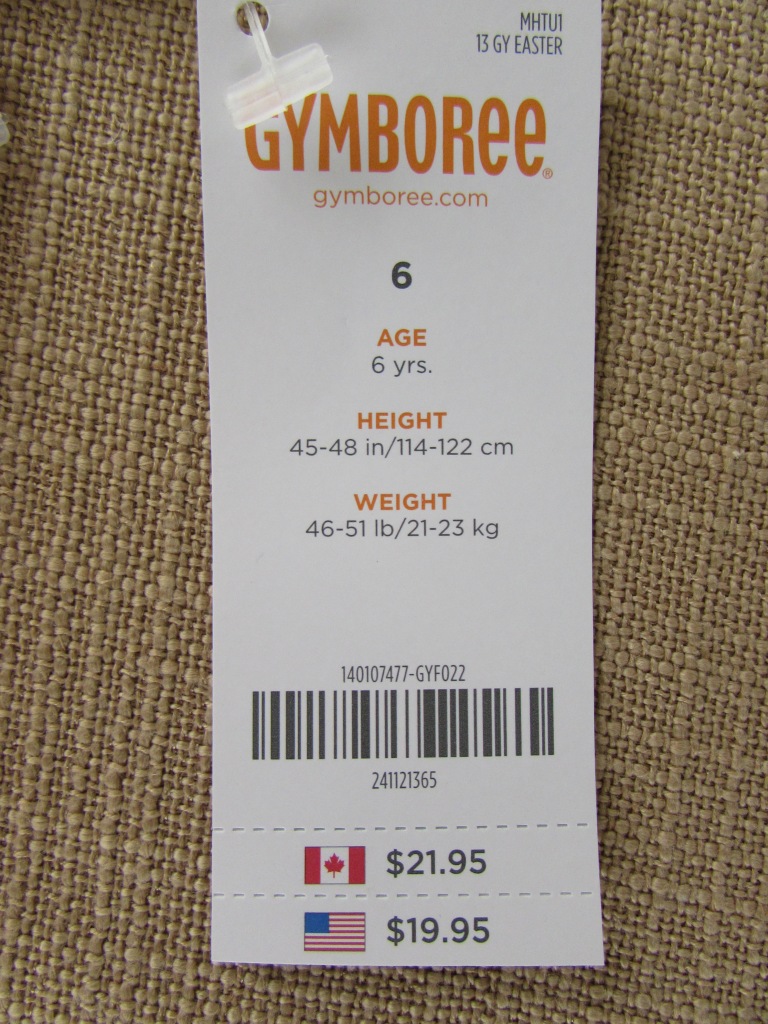 MHTU1
13 GY EASTER
GYMBOREE®
gymboree.com
6
AGE
6 yrs.
HEIGHT
45-48 in/114-122 cm
WEIGHT
46-51 lb/21-23 kg
140107477-GYF022
241121365
$21.95
$19.95